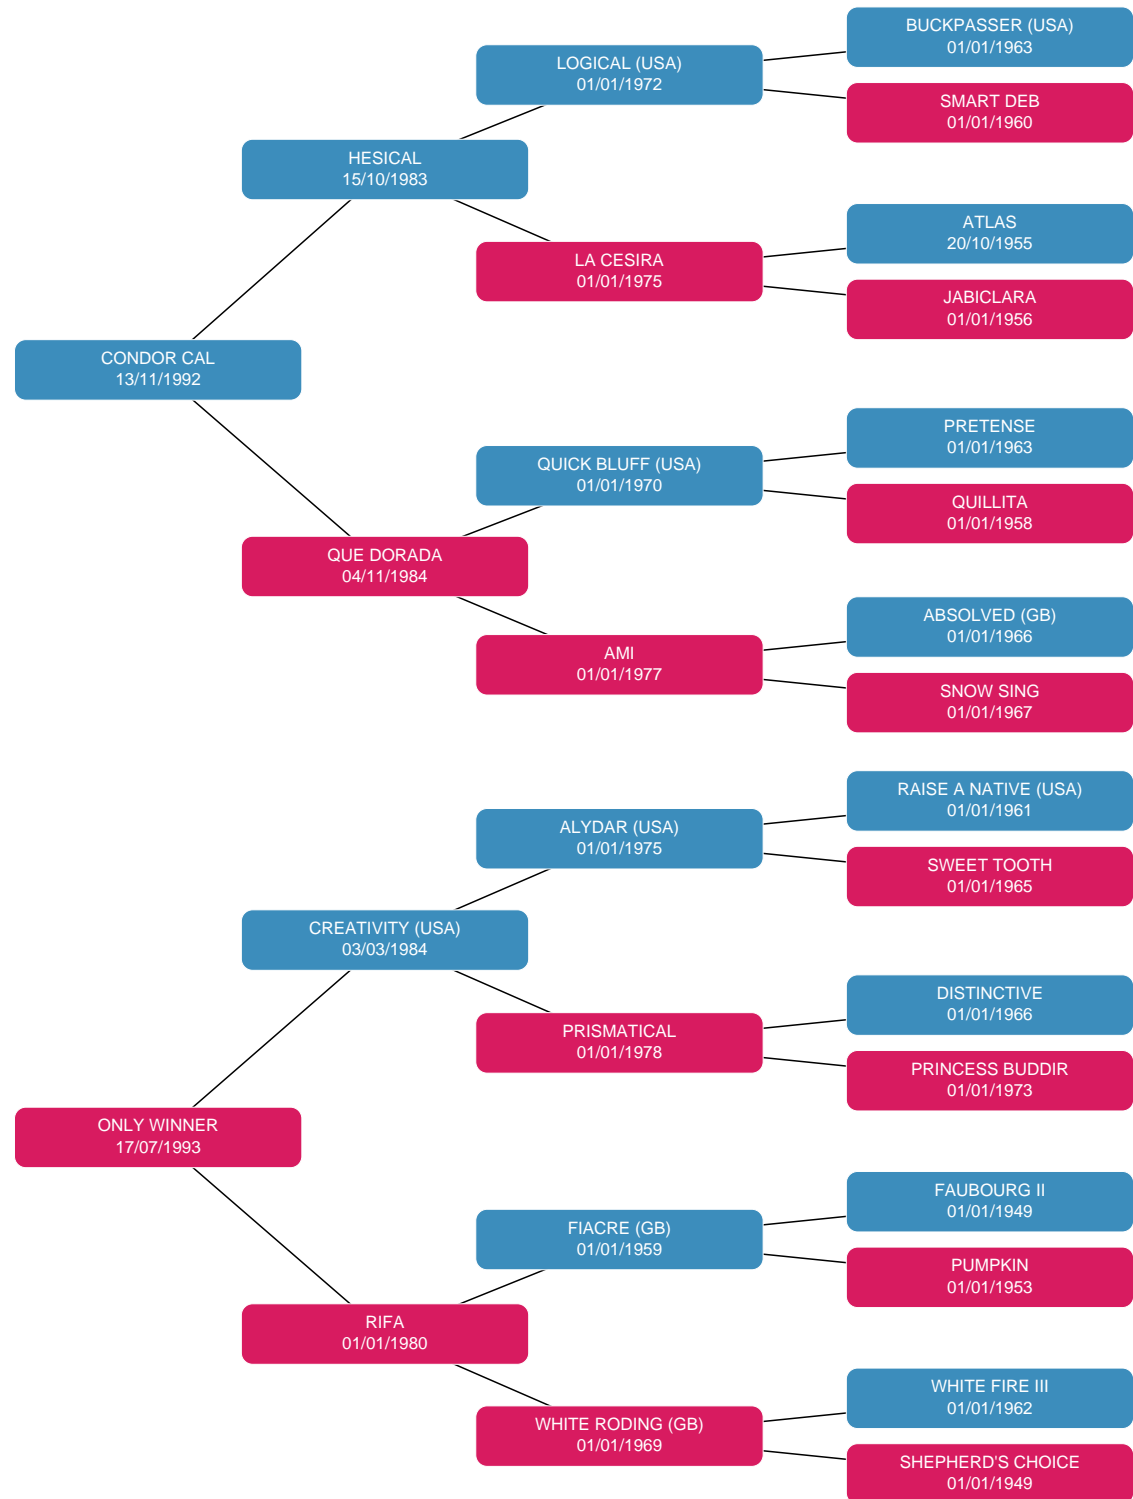 BUCKPASSER (USA)
01/01/1963
LOGICAL (USA)
01/01/1972
SMART DEB
01/01/1960
HESICAL
15/10/1983
ATLAS
20/10/1955
LA CESIRA
01/01/1975
JABICLARA
01/01/1956
CONDOR CAL
13/11/1992
PRETENSE
01/01/1963
QUICK BLUFF (USA)
01/01/1970
QUILLITA
01/01/1958
QUE DORADA
04/11/1984
ABSOLVED (GB)
01/01/1966
AMI
01/01/1977
SNOW SING
01/01/1967
RAISE A NATIVE (USA)
01/01/1961
ALYDAR (USA)
01/01/1975
SWEET TOOTH
01/01/1965
CREATIVITY (USA)
03/03/1984
DISTINCTIVE
01/01/1966
PRISMATICAL
01/01/1978
PRINCESS BUDDIR
01/01/1973
ONLY WINNER
17/07/1993
FAUBOURG II
01/01/1949
FIACRE (GB)
01/01/1959
PUMPKIN
01/01/1953
RIFA
01/01/1980
WHITE FIRE III
01/01/1962
WHITE RODING (GB)
01/01/1969
SHEPHERD'S CHOICE
01/01/1949